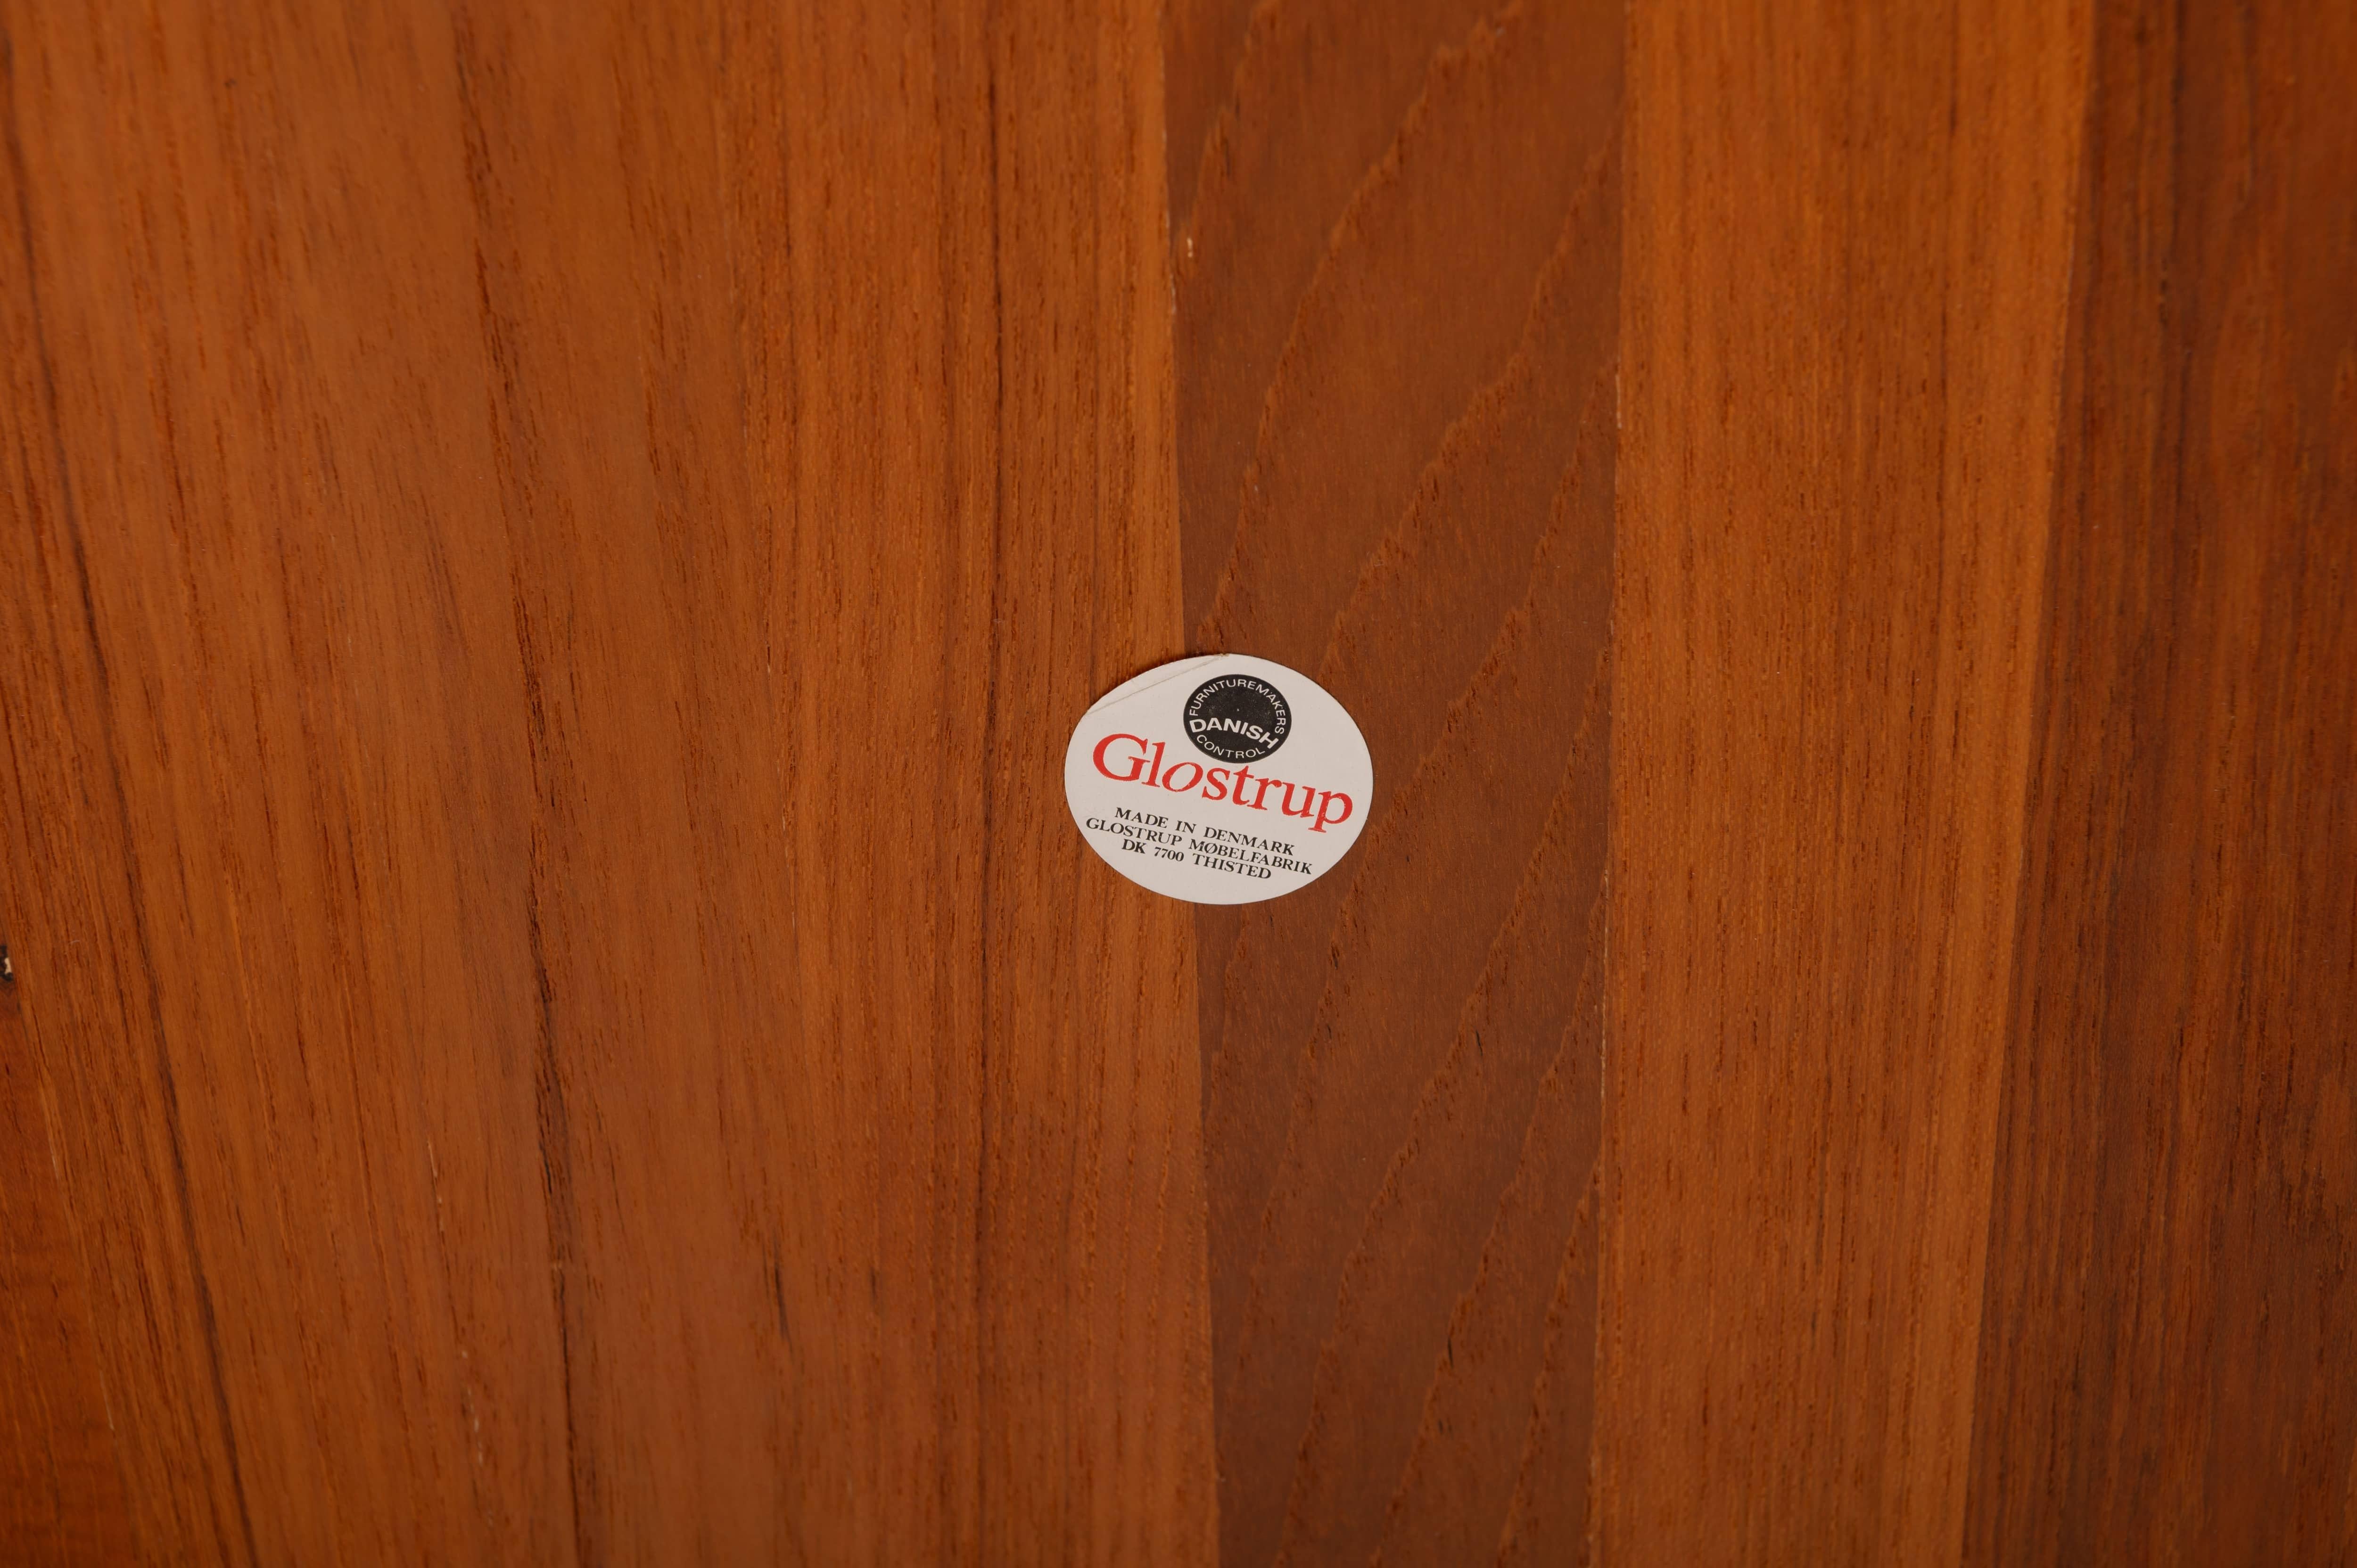 FURNITUREMAKERS
DANISH
CONTROL
Glostrup
MADE IN DENMARK
GLOSTRUP MØBELFABRIK
DK 7700 THISTED